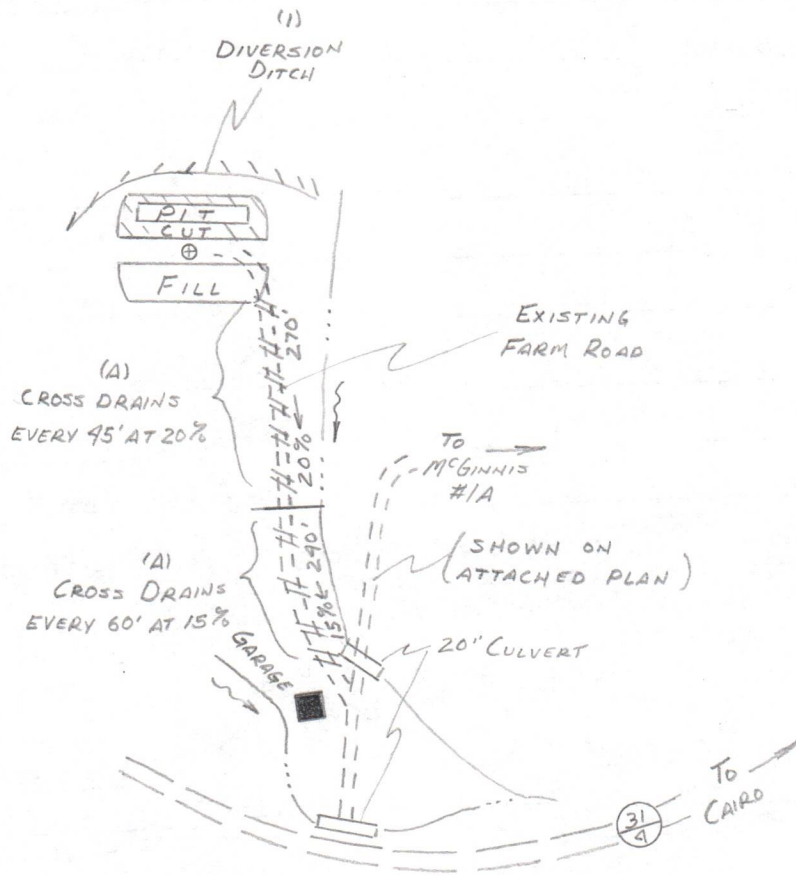 (1)
DIVERSION
DITCH
PIT
CUT
FILL
EXISTING
FARM ROAD
(A)
CROSS DRAINS
EVERY 45' AT 20%
270'
20%
TO
McGINNIS
#1A
(SHOWN ON
ATTACHED PLAN)
(A)
CROSS DRAINS
EVERY 60' AT 15%
240'
15%
20" CULVERT
GARAGE
31
4
TO
CAIRO